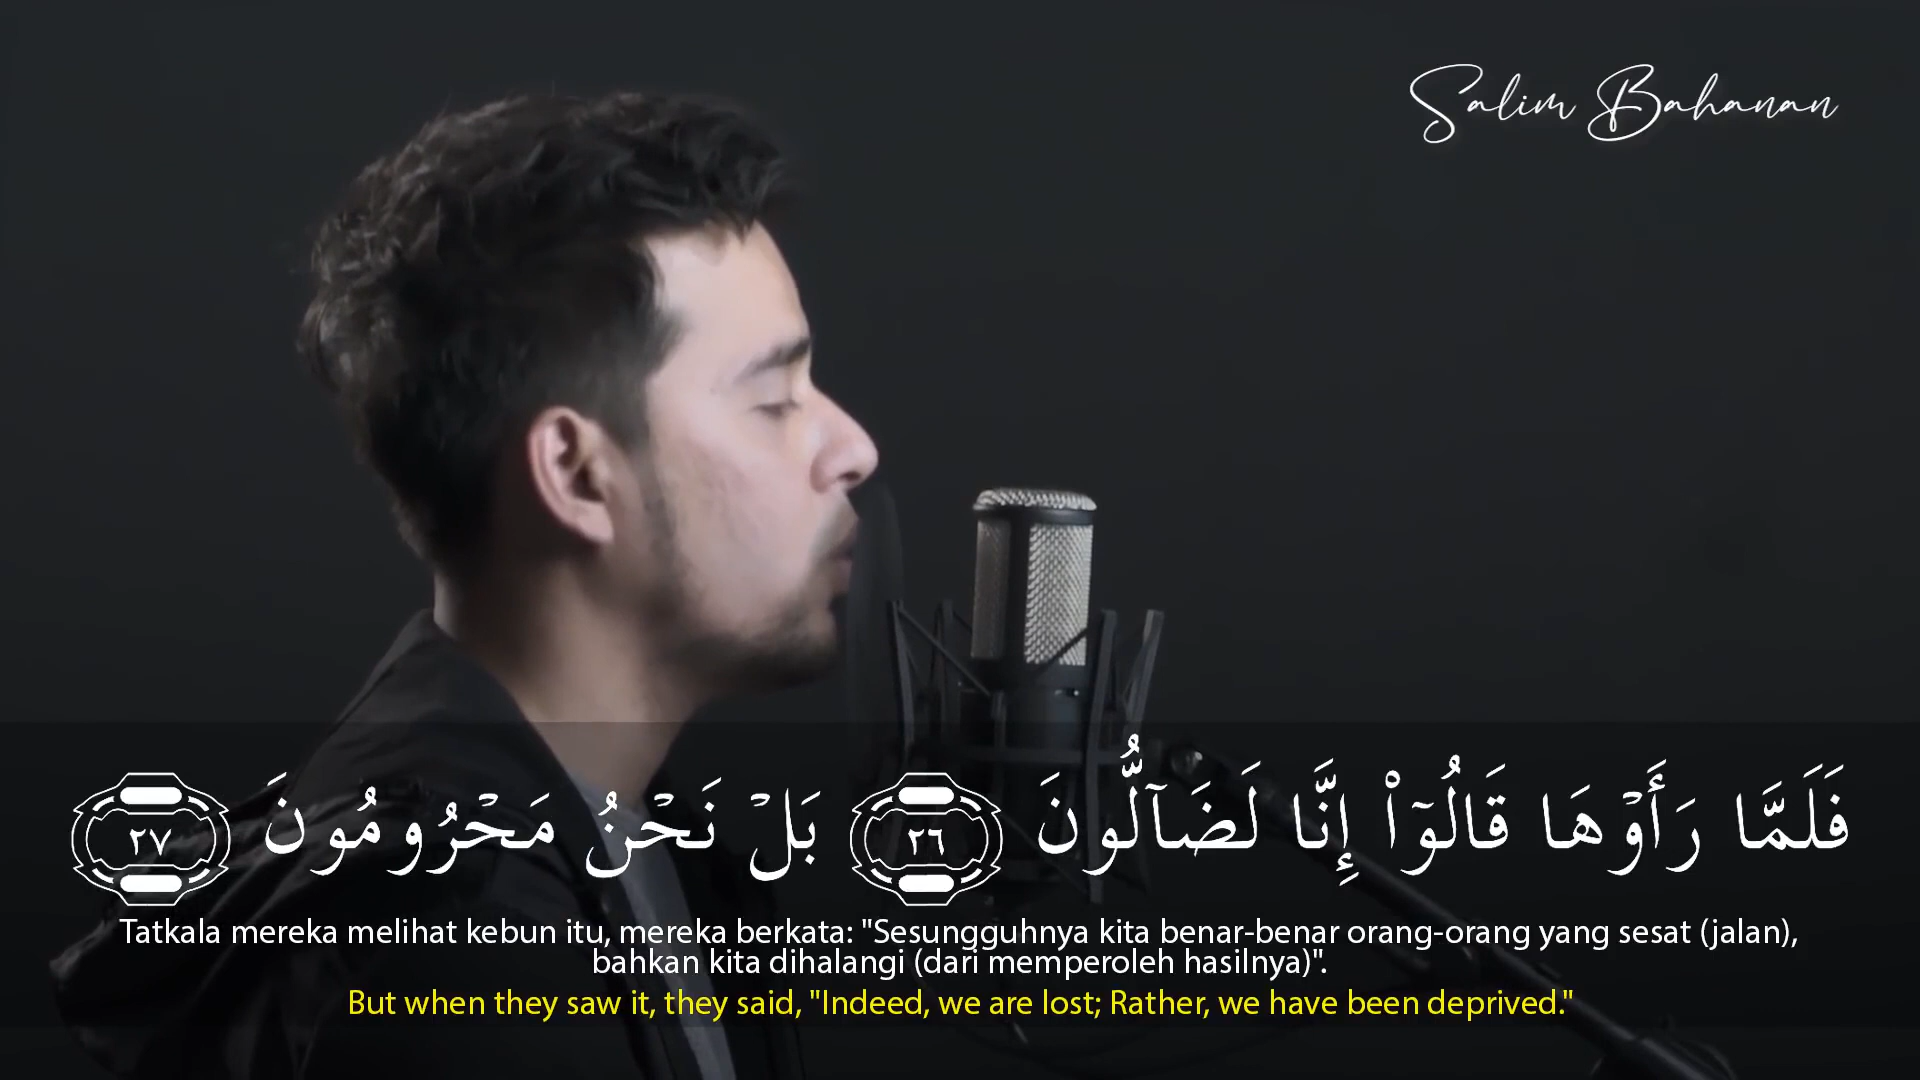 Salim Bahanan
فَلَمَّا رَأَوْهَا قَالُوٓا۟ إِنَّا لَضَآلُّونَ ٢٦ بَلْ نَحْنُ مَحْرُومُونَ ٢٧
Tatkala mereka melihat kebun itu, mereka berkata: "Sesungguhnya kita benar-benar orang-orang yang sesat (jalan),
bahkan kita dihalangi (dari memperoleh hasilnya)".
But when they saw it, they said, "Indeed, we are lost; Rather, we have been deprived."